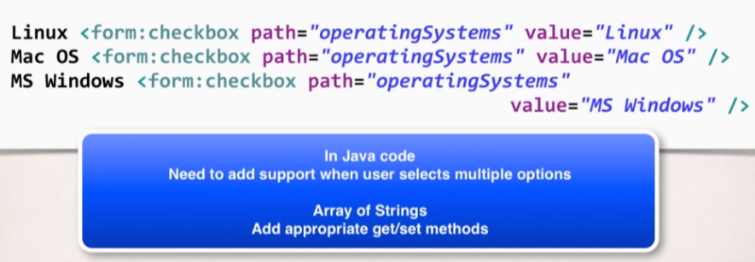 Linux <form:checkbox path="operatingSystems" value="Linux" />
Mac OS <form:checkbox path="operatingSystems" value="Mac OS" />
MS Windows <form:checkbox path="operatingSystems"
value="MS Windows" />
In Java code
Need to add support when user selects multiple options
Array of Strings
Add appropriate get/set methods